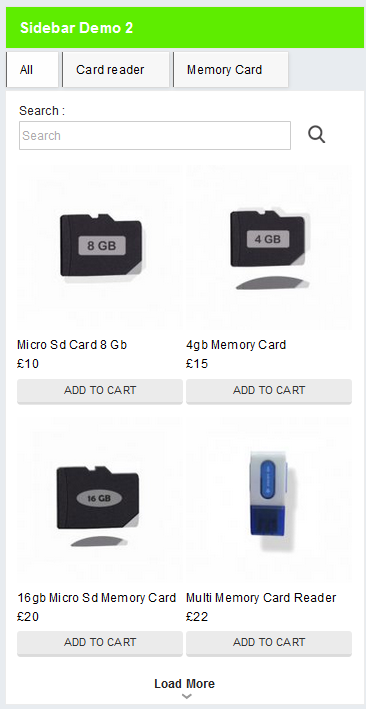 Sidebar Demo 2
All Card reader Memory Card
Search :
Search
8 GB 4 GB
Micro Sd Card 8 Gb 4gb Memory Card
£10 £15
ADD TO CART ADD TO CART
16 GB
16gb Micro Sd Memory Card Multi Memory Card Reader
£20 £22
ADD TO CART ADD TO CART
Load More